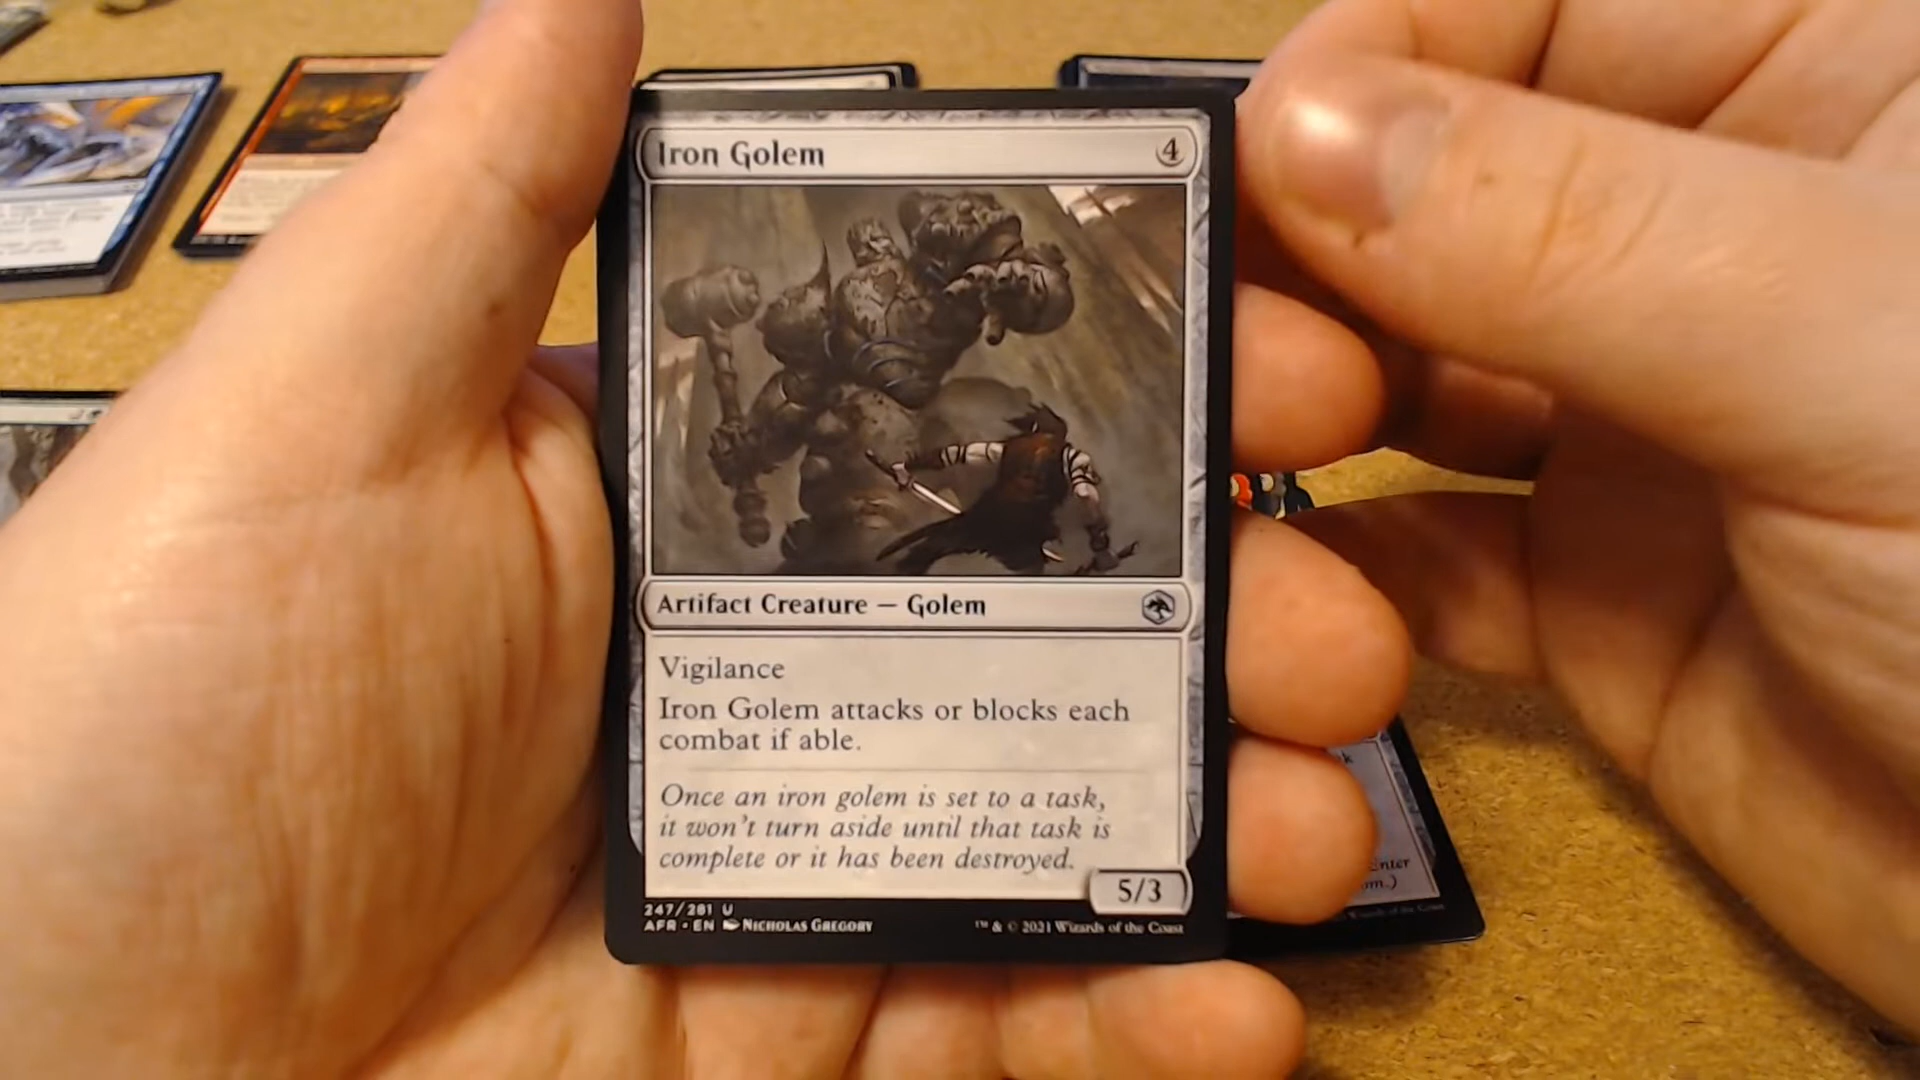 Iron Golem 4
Artifact Creature — Golem
Vigilance
Iron Golem attacks or blocks each
combat if able.
Once an iron golem is set to a task,
it won't turn aside until that task is
complete or it has been destroyed.
5/3
247/281 U
AFR • EN NICHOLAS GREGORY
™ & © 2021 Wizards of the Coast
Enter